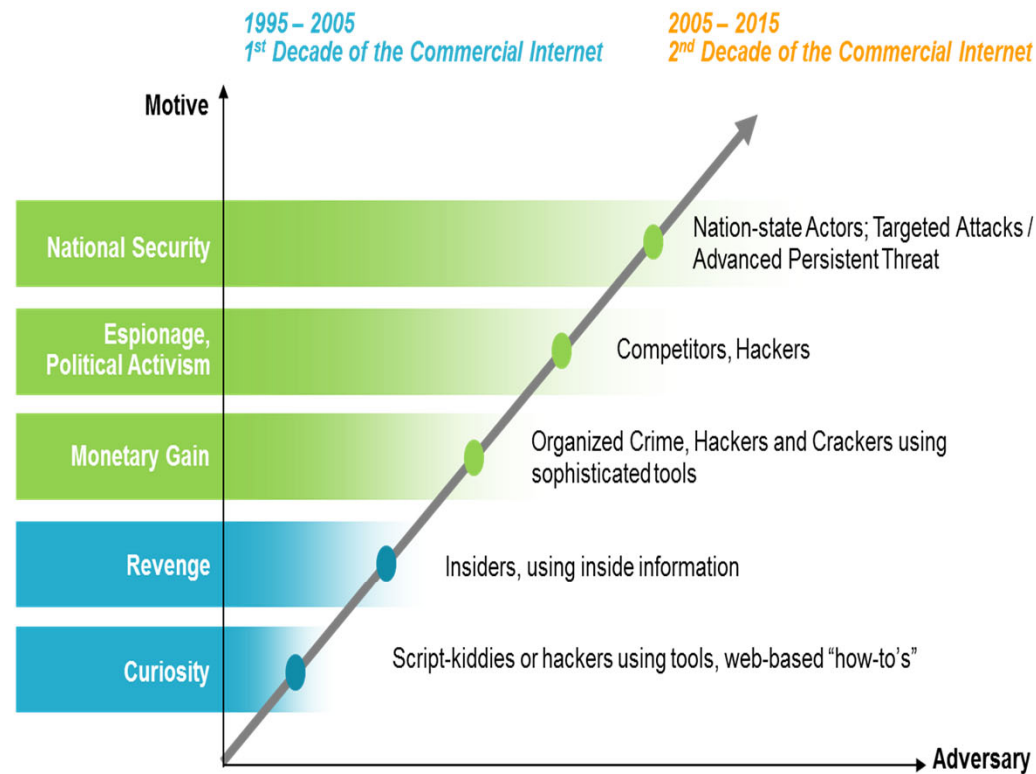 1995 – 2005
1st Decade of the Commercial Internet
2005 – 2015
2nd Decade of the Commercial Internet
Motive
National Security
Nation-state Actors; Targeted Attacks /
Advanced Persistent Threat
Espionage,
Political Activism
Competitors, Hackers
Monetary Gain
Organized Crime, Hackers and Crackers using
sophisticated tools
Revenge
Insiders, using inside information
Curiosity
Script-kiddies or hackers using tools, web-based “how-to’s”
Adversary